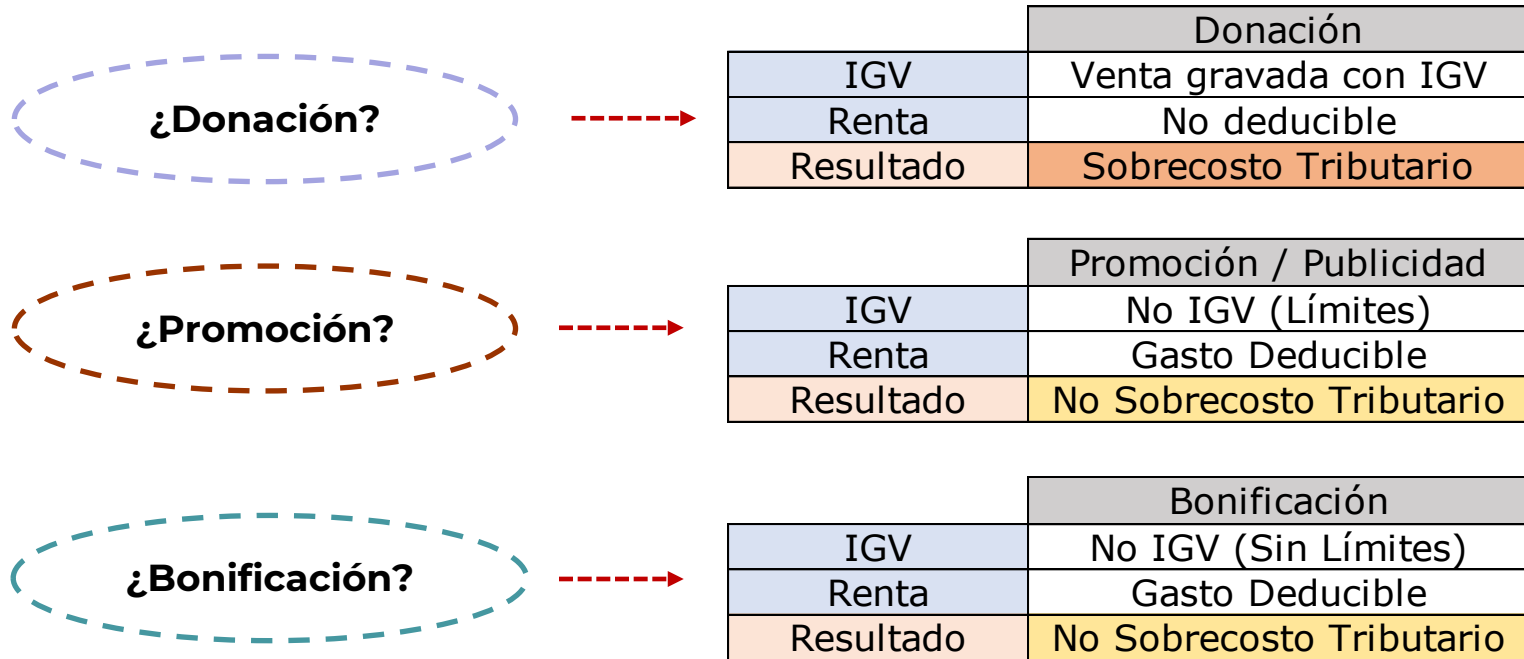 Donación
¿Donación?
IGV Venta gravada con IGV
Renta No deducible
Resultado Sobrecosto Tributario
Promoción / Publicidad
¿Promoción?
IGV No IGV (Límites)
Renta Gasto Deducible
Resultado No Sobrecosto Tributario
Bonificación
¿Bonificación?
IGV No IGV (Sin Límites)
Renta Gasto Deducible
Resultado No Sobrecosto Tributario